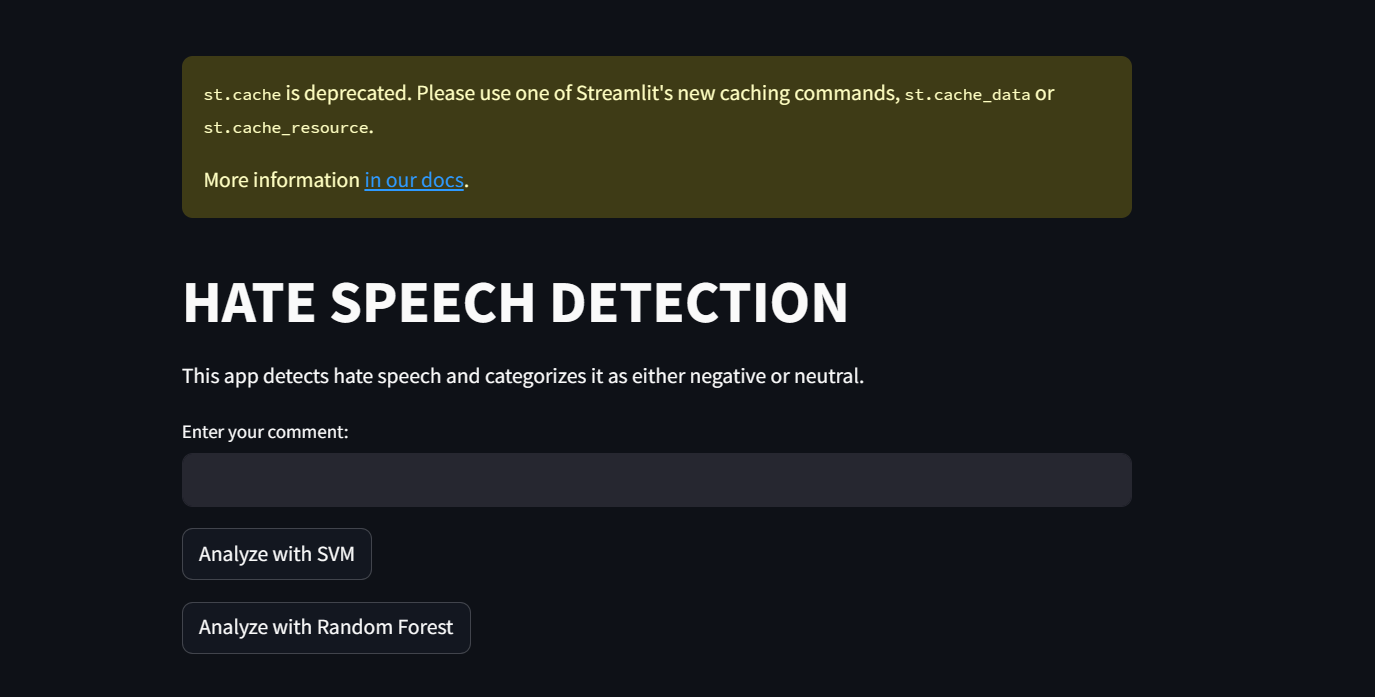 st.cache is deprecated. Please use one of Streamlit's new caching commands, st.cache_data or
st.cache_resource.
More information in our docs.
HATE SPEECH DETECTION
This app detects hate speech and categorizes it as either negative or neutral.
Enter your comment:
Analyze with SVM
Analyze with Random Forest